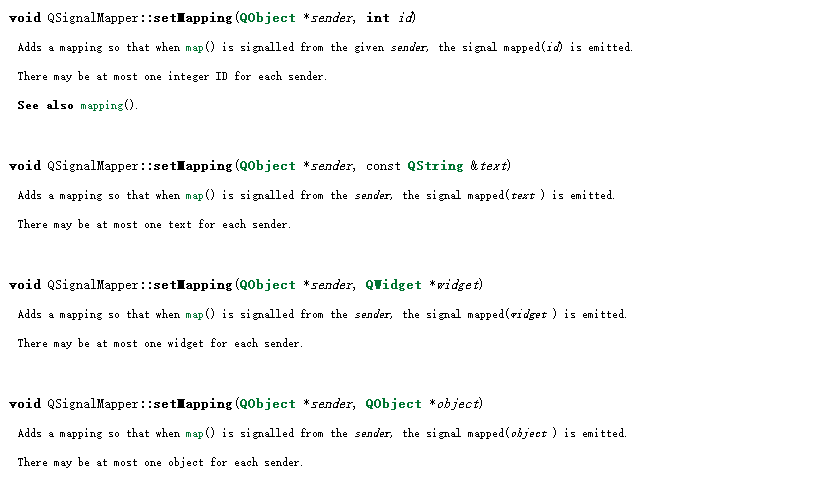 void QSignalMapper::setMapping(QObject *sender, int id)
Adds a mapping so that when map() is signalled from the given sender, the signal mapped(id) is emitted.
There may be at most one integer ID for each sender.
See also mapping().
void QSignalMapper::setMapping(QObject *sender, const QString &text)
Adds a mapping so that when map() is signalled from the sender, the signal mapped(text ) is emitted.
There may be at most one text for each sender.
void QSignalMapper::setMapping(QObject *sender, QWidget *widget)
Adds a mapping so that when map() is signalled from the sender, the signal mapped(widget ) is emitted.
There may be at most one widget for each sender.
void QSignalMapper::setMapping(QObject *sender, QObject *object)
Adds a mapping so that when map() is signalled from the sender, the signal mapped(object ) is emitted.
There may be at most one object for each sender.